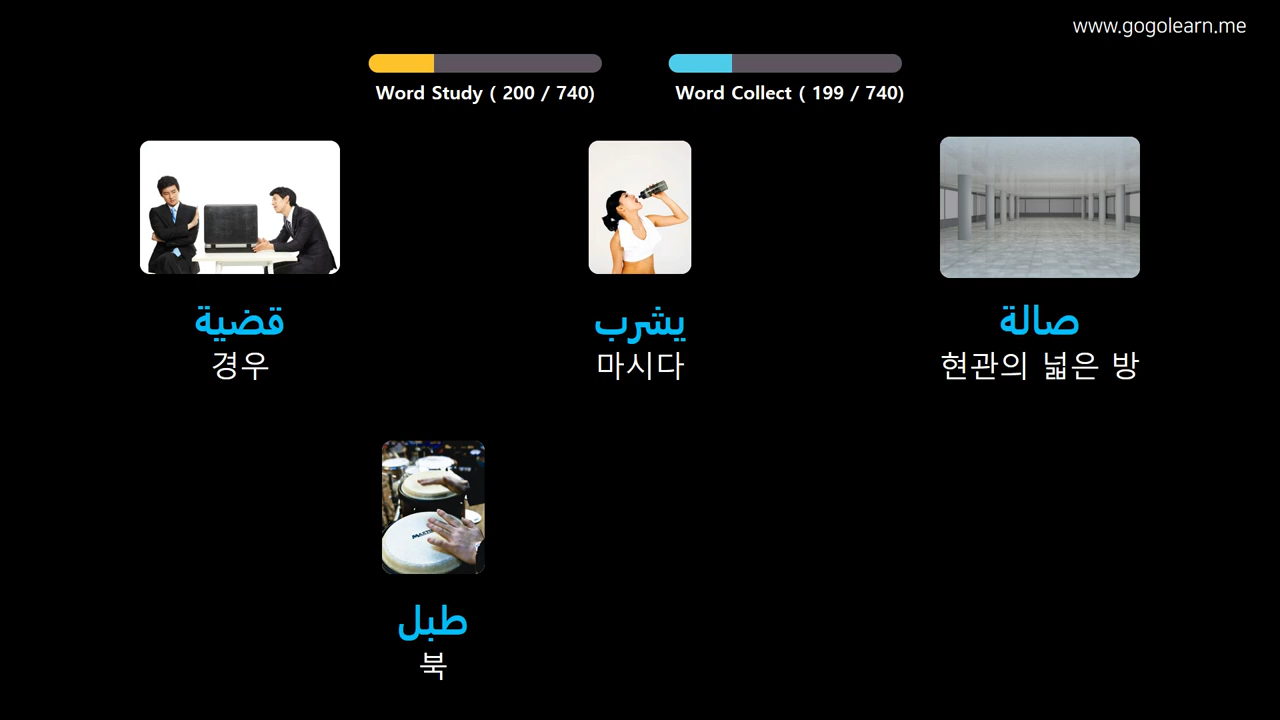 www.gogolearn.me
Word Study ( 200 / 740)
Word Collect ( 199 / 740)
قضية
경우
يشرب
마시다
صالة
현관의 넓은 방
طبل
북